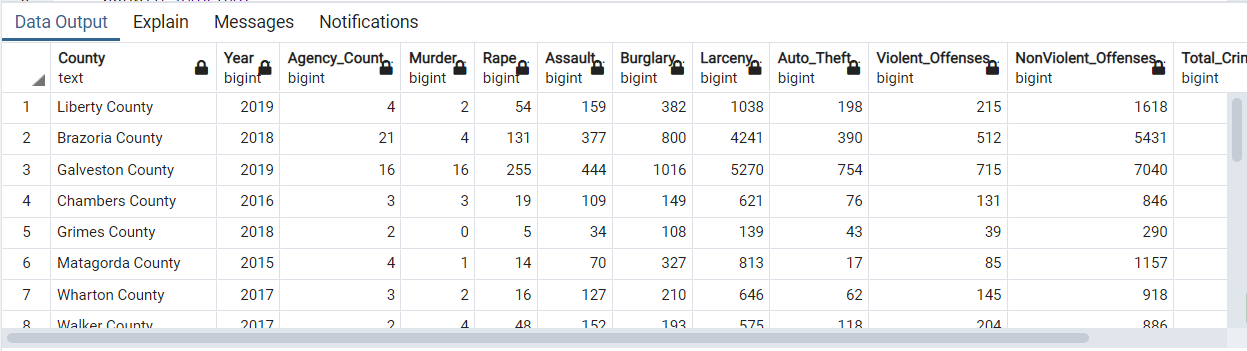 Data Output Explain Messages Notifications
County Year Agency_Count Murder Rape Assault Burglary Larceny Auto_Theft Violent_Offenses NonViolent_Offenses Total_Crim
text bigint bigint bigint bigint bigint bigint bigint bigint bigint bigint bigint
1 Liberty County 2019 4 2 54 159 382 1038 198 215 1618
2 Brazoria County 2018 21 4 131 377 800 4241 390 512 5431
3 Galveston County 2019 16 16 255 444 1016 5270 754 715 7040
4 Chambers County 2016 3 3 19 109 149 621 76 131 846
5 Grimes County 2018 2 0 5 34 108 139 43 39 290
6 Matagorda County 2015 4 1 14 70 327 813 17 85 1157
7 Wharton County 2017 3 2 16 127 210 646 62 145 918
8 Walker County 2017 2 4 48 152 193 575 118 204 886